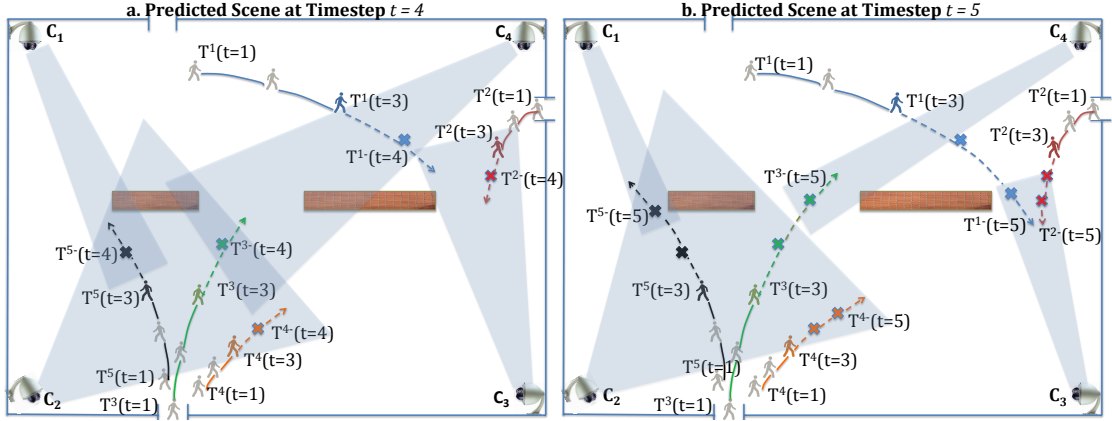 a. Predicted Scene at Timestep t = 4
C1
C4
T1(t=1)
T2(t=1)
T1(t=3)
T2(t=3)
T1-(t=4)
T2-(t=4)
T5-(t=4)
T3-(t=4)
T5(t=3)
T3(t=3)
T4-(t=4)
T4(t=3)
T5(t=1)
T4(t=1)
T3(t=1)
C2
C3
b. Predicted Scene at Timestep t = 5
C1
C4
T1(t=1)
T2(t=1)
T1(t=3)
T2(t=3)
T3-(t=5)
T5-(t=5)
T1-(t=5)
T2-(t=5)
T5(t=3)
T3(t=3)
T4-(t=5)
T4(t=3)
T5(t=1)
T4(t=1)
T3(t=1)
C2
C3